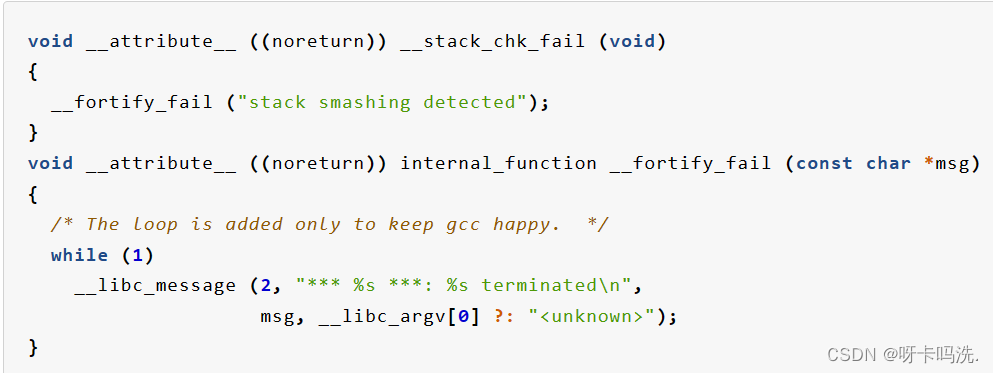 void __attribute__ ((noreturn)) __stack_chk_fail (void)
{
  __fortify_fail ("stack smashing detected");
}
void __attribute__ ((noreturn)) internal_function __fortify_fail (const char *msg)
{
  /* The loop is added only to keep gcc happy.  */
  while (1)
    __libc_message (2, "*** %s ***: %s terminated\n",
                    msg, __libc_argv[0] ?: "<unknown>");
}
CSDN @呀卡吗洗.